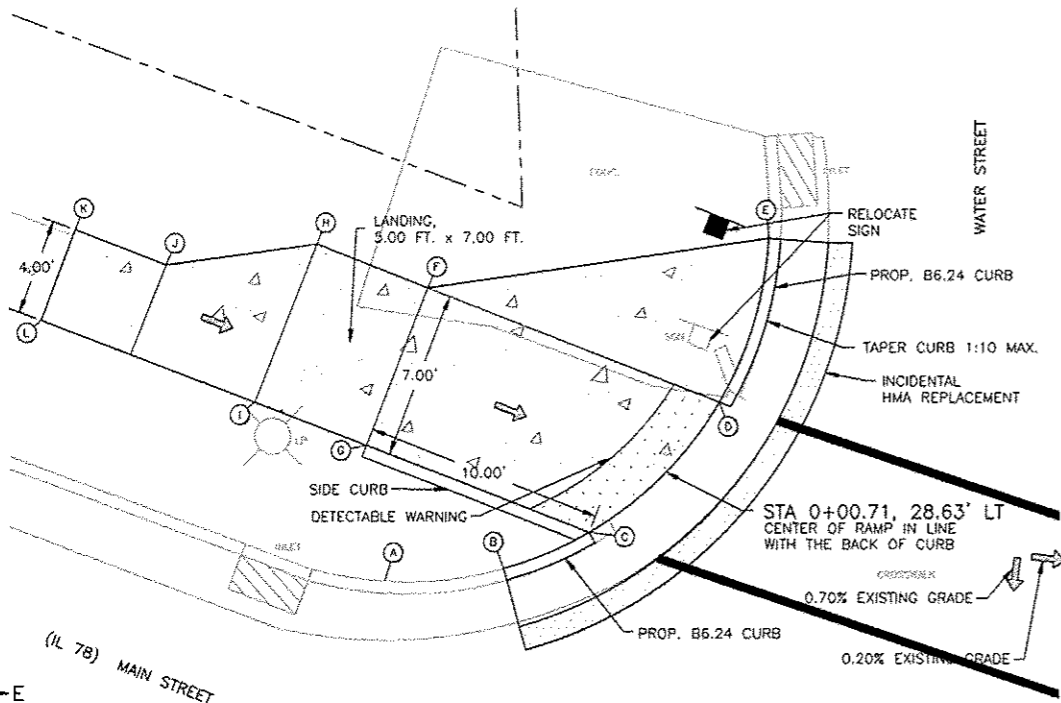 WATER STREET
K
H
J
LANDING,
5.00 FT. x 7.00 FT.
E
RELOCATE
SIGN
4.00'
F
PROP. B6.24 CURB
L
SIGN
TAPER CURB 1:10 MAX.
7.00'
INCIDENTAL
HMA REPLACEMENT
I
LP
D
G
10.00'
SIDE CURB
DETECTABLE WARNING
STA 0+00.71, 28.63' LT
CENTER OF RAMP IN LINE
WITH THE BACK OF CURB
B
C
INLET
A
CROSSWALK
0.70% EXISTING GRADE
PROP. B6.24 CURB
0.20% EXISTING GRADE
(IL 78) MAIN STREET
E